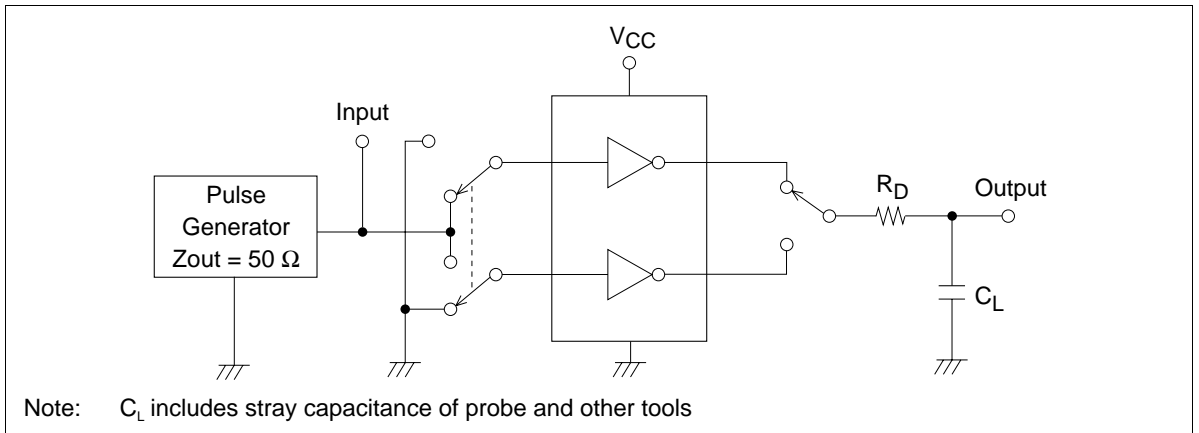 VCC
Input
Pulse
Generator
Zout = 50 Ω
RD
Output
CL
Note: CL includes stray capacitance of probe and other tools